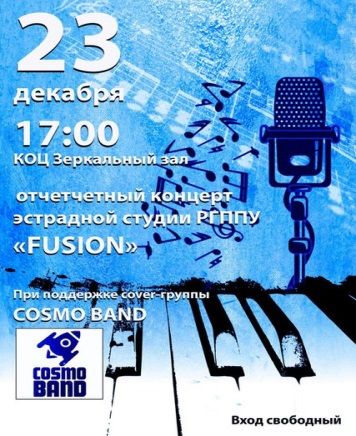 23
декабря
17:00
КОЦ Зеркальный зал
отчетчетный концерт
эстрадной студии РГППУ
«FUSION»
При поддержке cover-группы
COSMO BAND
COSMO
BAND
Вход свободный